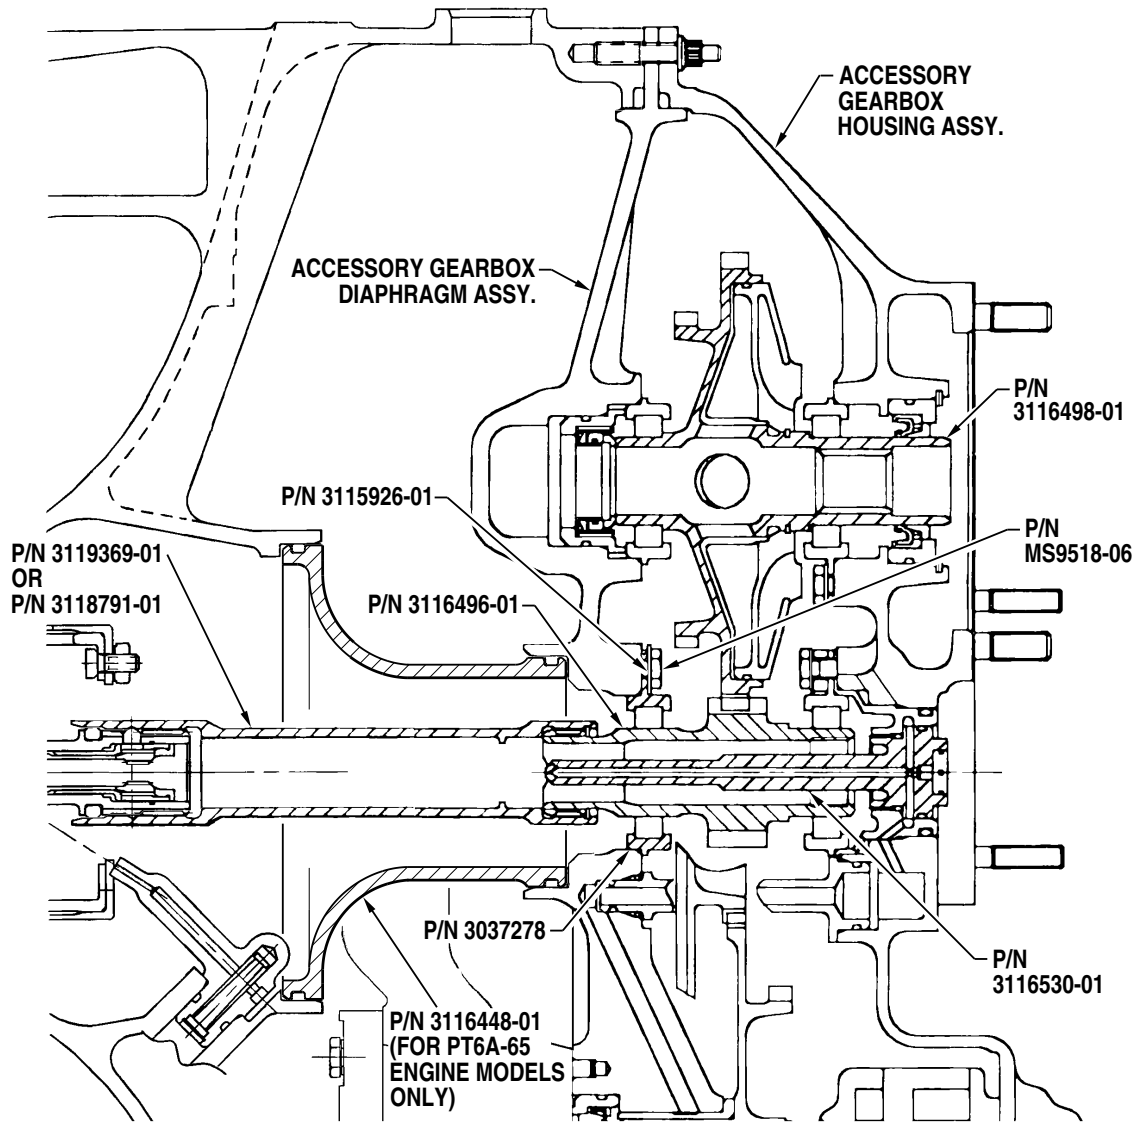 ACCESSORY
GEARBOX
HOUSING ASSY.
ACCESSORY GEARBOX
DIAPHRAGM ASSY.
P/N
3116498-01
P/N 3115926-01
P/N
MS9518-06
P/N 3119369-01
OR
P/N 3118791-01
P/N 3116496-01
P/N 3037278
P/N
3116530-01
P/N 3116448-01
(FOR PT6A-65
ENGINE MODELS
ONLY)